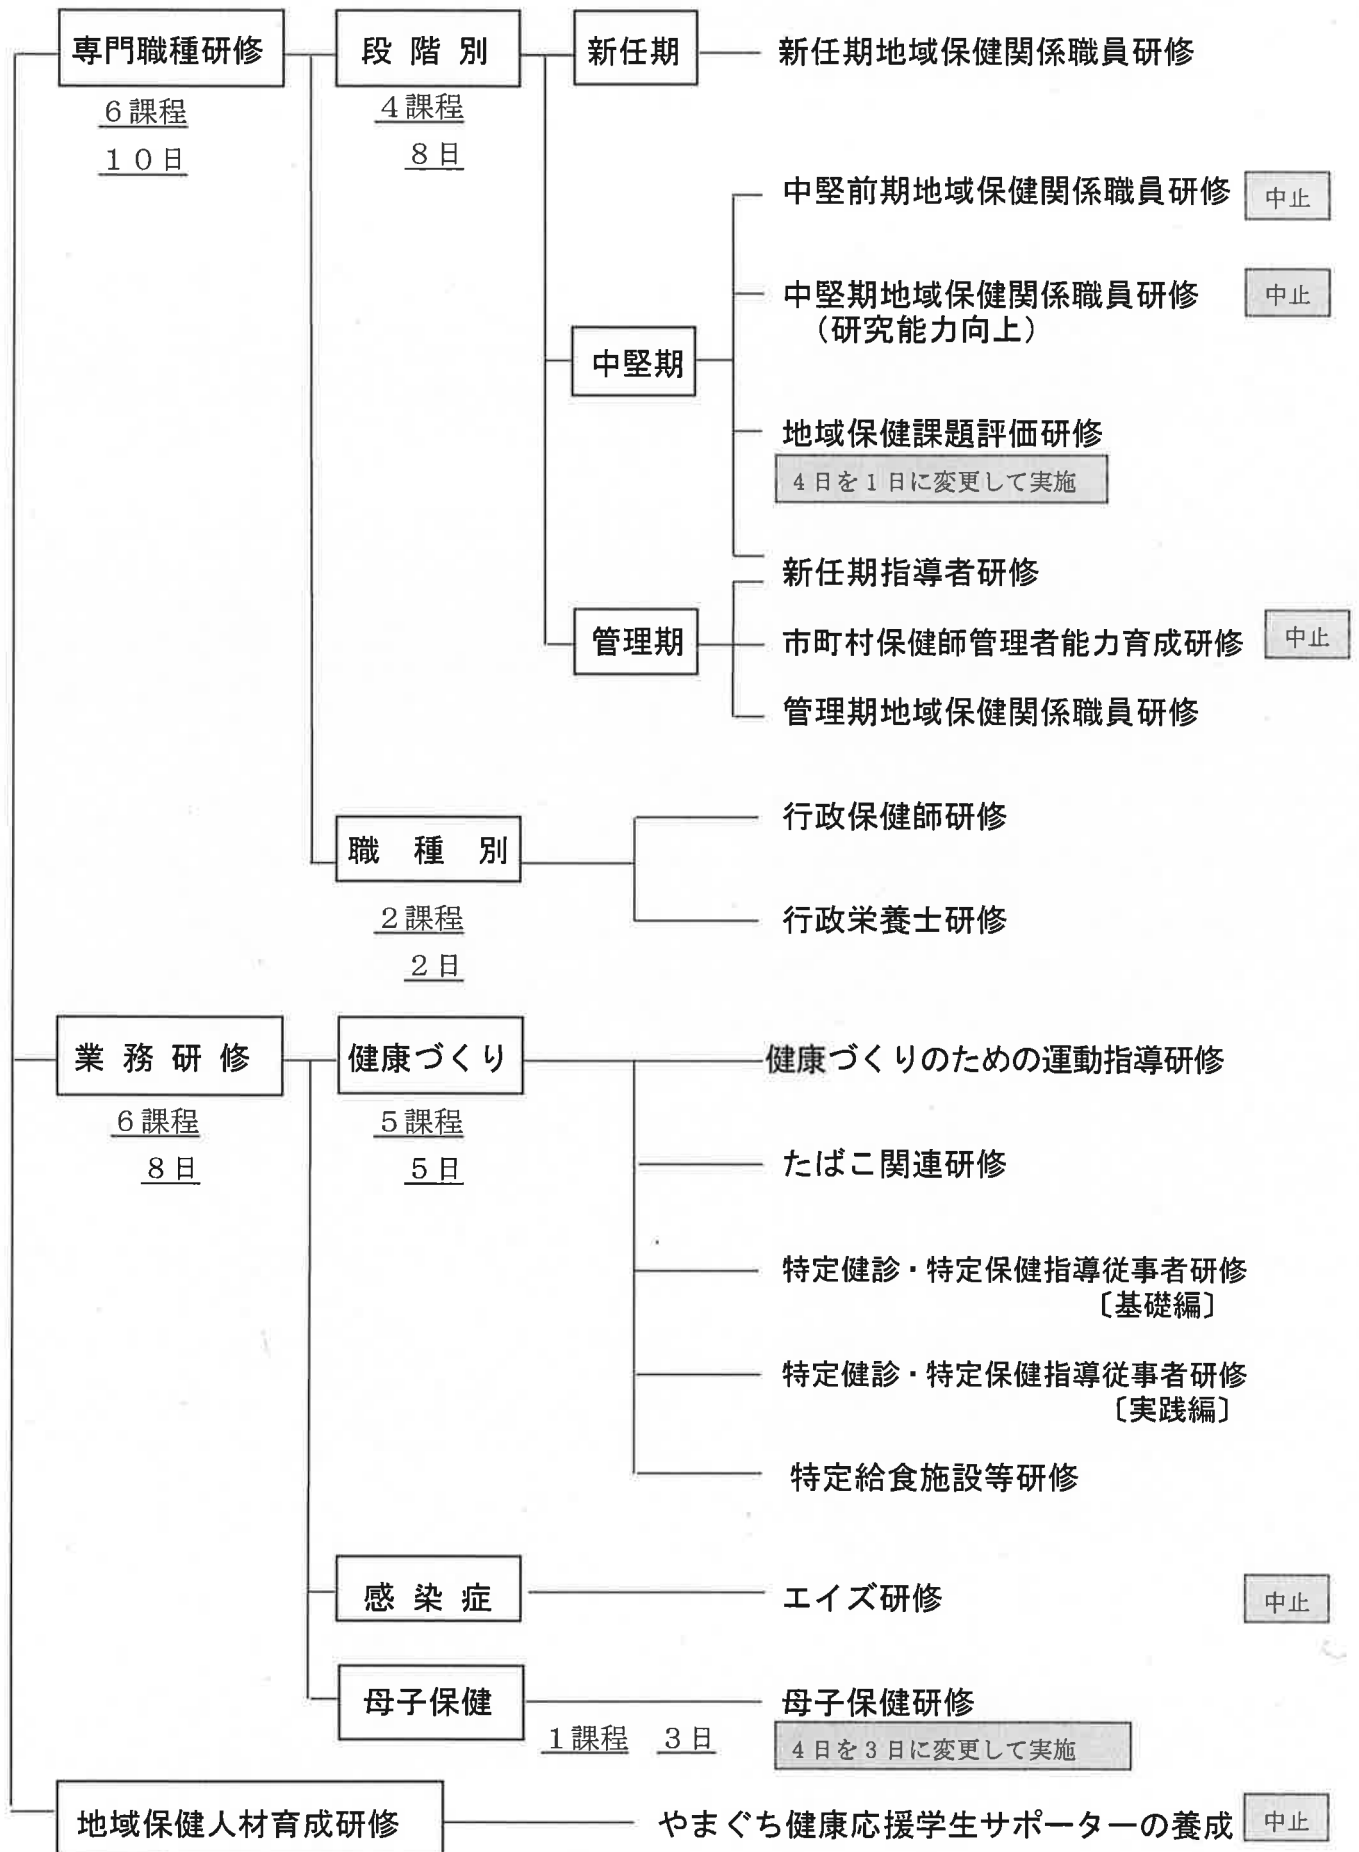 専門職種研修
6課程
10日
段階別
4課程
8日
新任期
新任期地域保健関係職員研修
中堅期
中堅前期地域保健関係職員研修
中止
中堅期地域保健関係職員研修
(研究能力向上)
中止
地域保健課題評価研修
4日を1日に変更して実施
新任期指導者研修
管理期
市町村保健師管理者能力育成研修
中止
管理期地域保健関係職員研修
職種別
2課程
2日
行政保健師研修
行政栄養士研修
業務研修
6課程
8日
健康づくり
5課程
5日
健康づくりのための運動指導研修
たばこ関連研修
特定健診・特定保健指導従事者研修
〔基礎編〕
特定健診・特定保健指導従事者研修
〔実践編〕
特定給食施設等研修
感染症
エイズ研修
中止
母子保健
1課程 3日
母子保健研修
4日を3日に変更して実施
地域保健人材育成研修
やまぐち健康応援学生サポーターの養成
中止